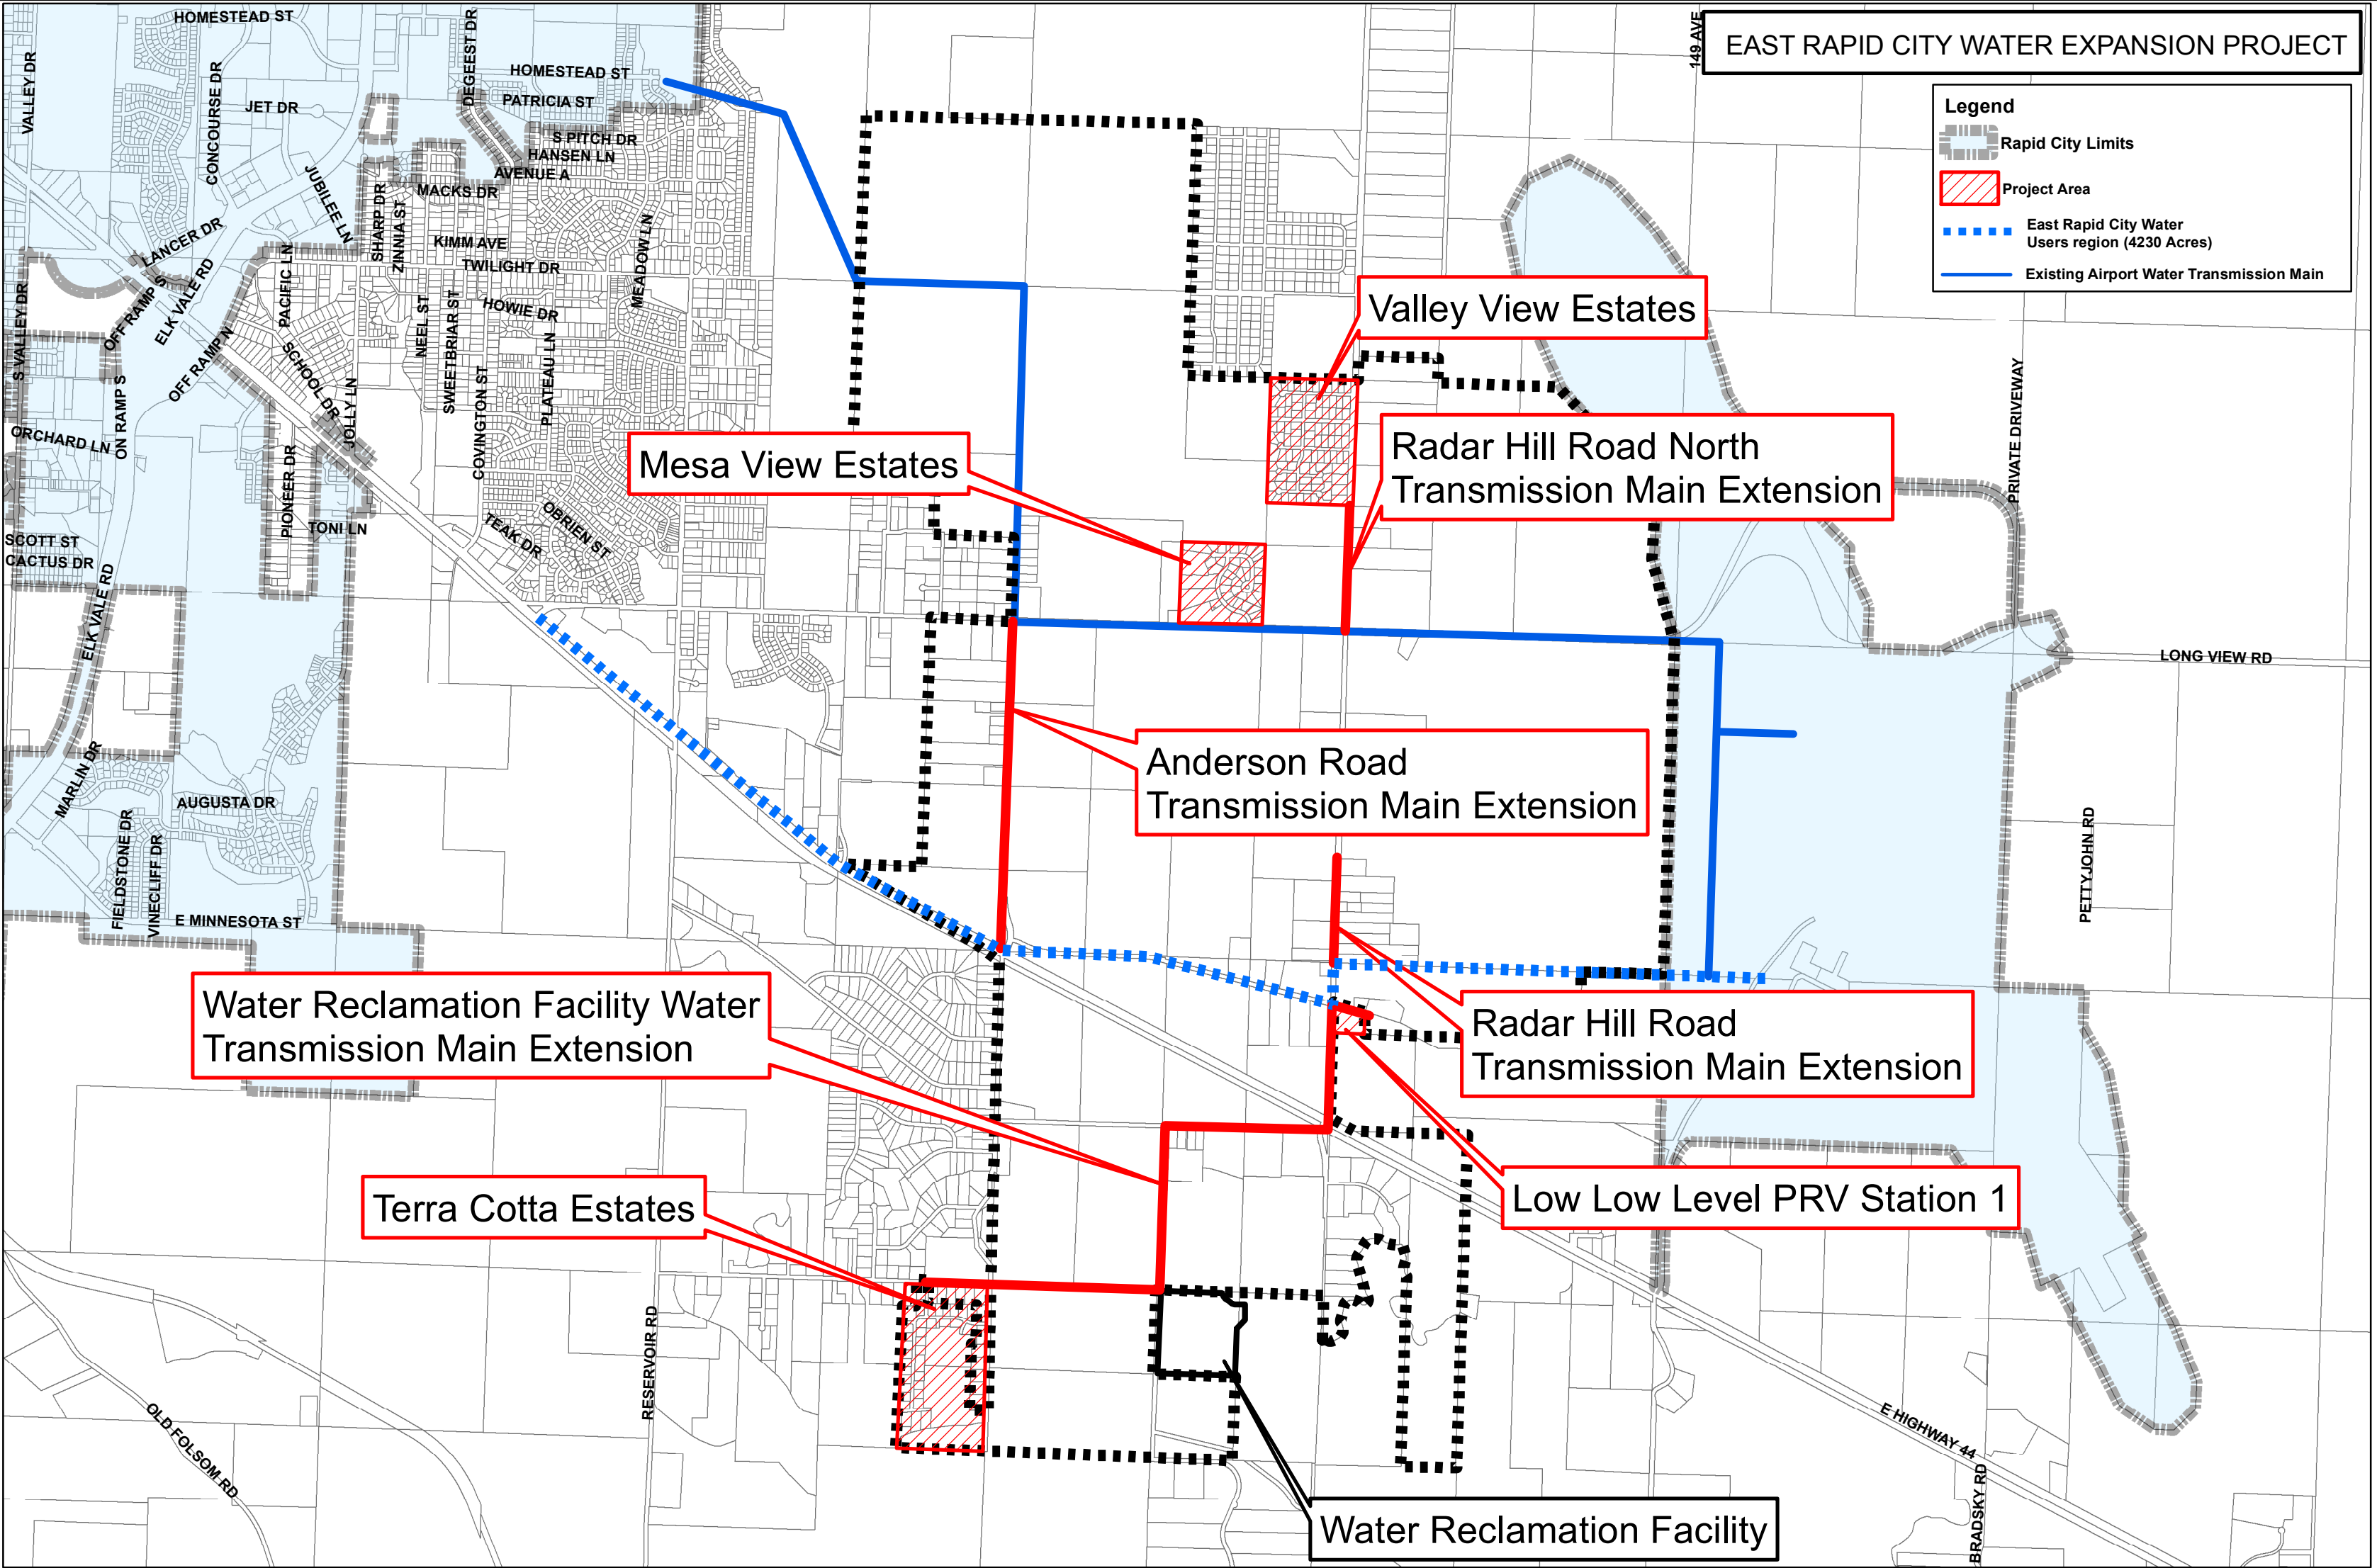 EAST RAPID CITY WATER EXPANSION PROJECT
Legend
Rapid City Limits
Project Area
East Rapid City Water
Users region (4230 Acres)
Existing Airport Water Transmission Main
149 AVE
HOMESTEAD ST
VALLEY DR
CONCOURSE DR
DEGEEST DR
HOMESTEAD ST
JET DR
PATRICIA ST
S PITCH DR
HANSEN LN
AVENUE A
MACKS DR
JUBILEE LN
SHARP DR
ZINNIA ST
LANCER DR
KIMM AVE
TWILIGHT DR
MEADOW LN
PACIFIC LN
ELK VALE RD
OFF RAMP S
S VALLEY DR
HOWIE DR
NEEL ST
SWEETBRIAR ST
OFF RAMP N
SCHOOL DR
PLATEAU LN
COVINGTON ST
JOLLY LN
ON RAMP S
ORCHARD LN
PIONEER DR
TONI LN
TEAK DR
OBRIEN ST
SCOTT ST
CACTUS DR
ELK VALE RD
PRIVATE DRIVEWAY
LONG VIEW RD
Valley View Estates
Mesa View Estates
Radar Hill Road North
Transmission Main Extension
Anderson Road
Transmission Main Extension
MARLIN DR
AUGUSTA DR
FIELDSTONE DR
VINECLIFF DR
E MINNESOTA ST
PETTYJOHN RD
Water Reclamation Facility Water
Transmission Main Extension
Radar Hill Road
Transmission Main Extension
Terra Cotta Estates
Low Low Level PRV Station 1
RESERVOIR RD
OLD FOLSOM RD
E HIGHWAY 44
BRADSKY RD
Water Reclamation Facility